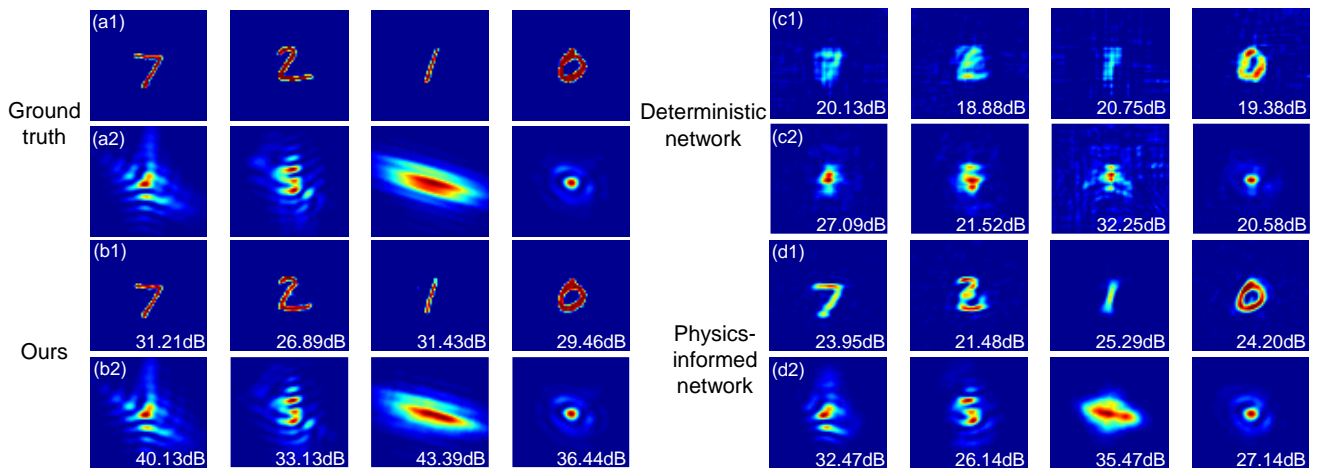 (a1)
Ground
truth
(a2)
(b1)
31.21dB 26.89dB 31.43dB 29.46dB
Ours
(b2)
40.13dB 33.13dB 43.39dB 36.44dB
(c1)
20.13dB 18.88dB 20.75dB 19.38dB
Deterministic
network
(c2)
27.09dB 21.52dB 32.25dB 20.58dB
(d1)
23.95dB 21.48dB 25.29dB 24.20dB
Physics-
informed
network
(d2)
32.47dB 26.14dB 35.47dB 27.14dB